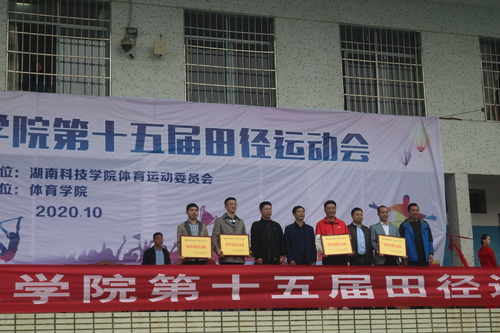 学院第十五届田径运动会
位：湖南科技学院体育运动委员会
位：体育学院
2020.10
学院第十五届田径运